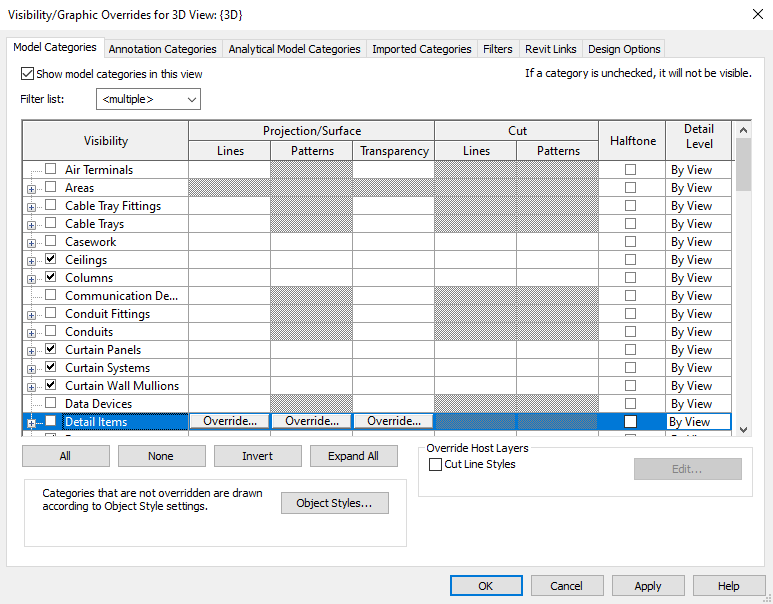 Visibility/Graphic Overrides for 3D View: {3D}
Model Categories Annotation Categories Analytical Model Categories Imported Categories Filters Revit Links Design Options
Show model categories in this view
If a category is unchecked, it will not be visible.
Filter list: <multiple>
Visibility Projection/Surface Cut Halftone Detail Level
Lines Patterns Transparency Lines Patterns
Air Terminals By View
Areas By View
Cable Tray Fittings By View
Cable Trays By View
Casework By View
Ceilings By View
Columns By View
Communication De... By View
Conduit Fittings By View
Conduits By View
Curtain Panels By View
Curtain Systems By View
Curtain Wall Mullions By View
Data Devices By View
Detail Items Override... Override... Override... By View
All None Invert Expand All
Override Host Layers
Cut Line Styles Edit...
Categories that are not overridden are drawn
according to Object Style settings.
Object Styles...
OK Cancel Apply Help